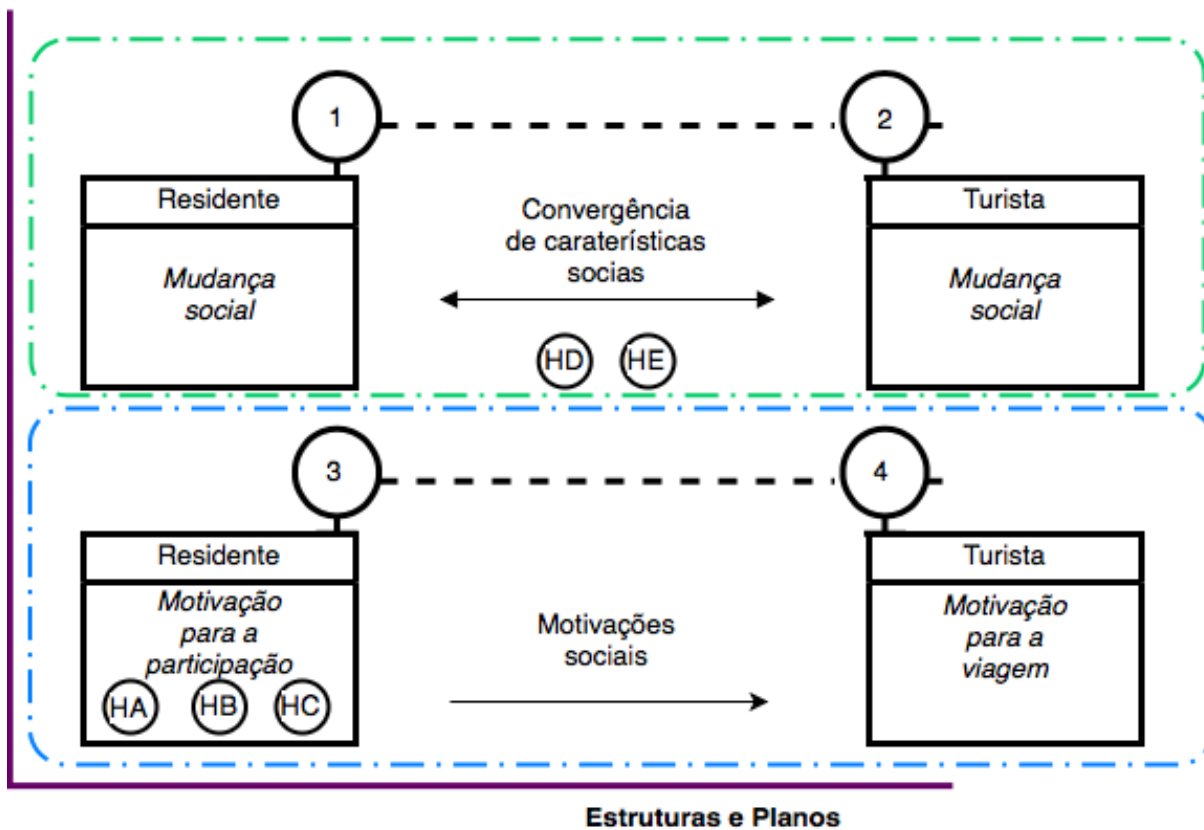 1
2
Residente
Turista
Convergência
de caraterísticas
socias
Mudança
social
Mudança
social
HD
HE
3
4
Residente
Turista
Motivação
para a
participação
Motivações
sociais
Motivação
para a
viagem
HA
HB
HC
Estruturas e Planos